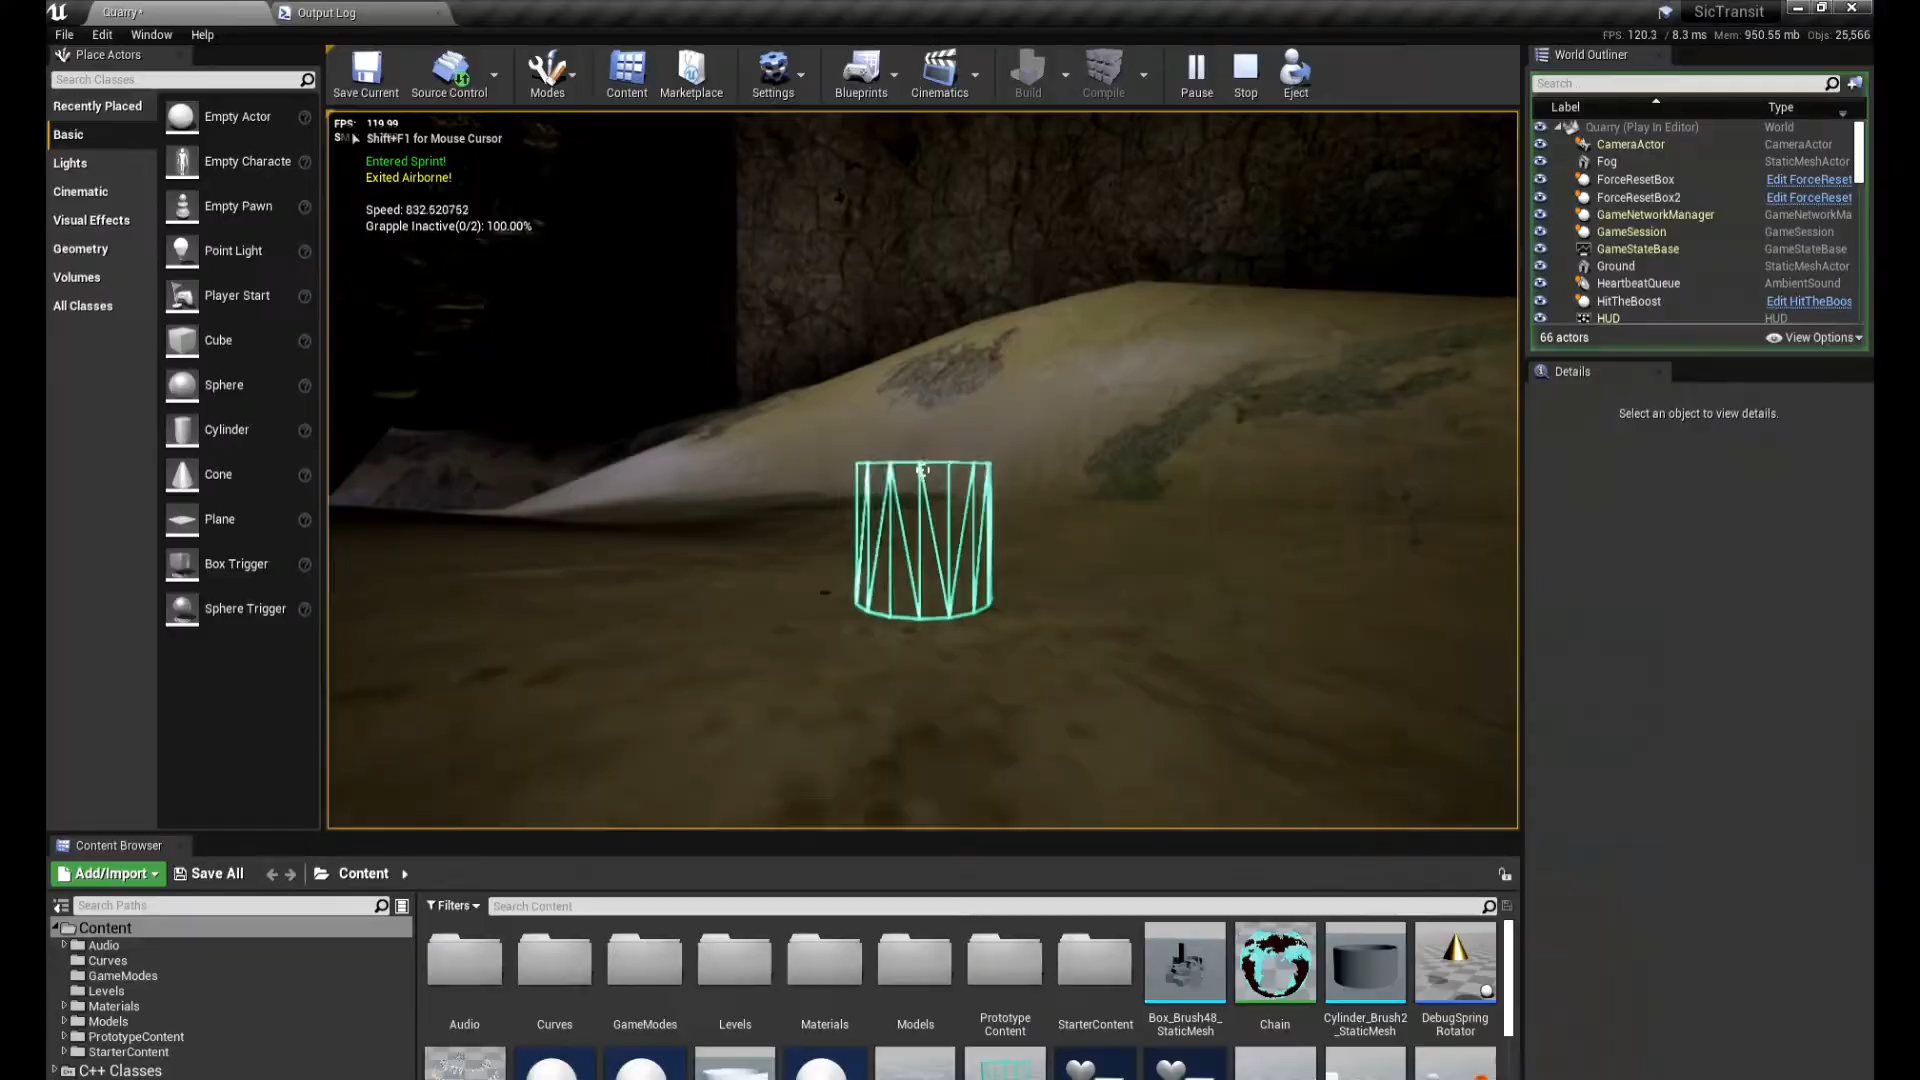 Quarry*
Output Log
SicTransit
File Edit Window Help
FPS: 120.3 / 8.3 ms Mem: 950.55 mb Objs: 25,566
Place Actors
Search Classes
Recently Placed
Basic
Lights
Cinematic
Visual Effects
Geometry
Volumes
All Classes
Empty Actor
Empty Characte
Empty Pawn
Point Light
Player Start
Cube
Sphere
Cylinder
Cone
Plane
Box Trigger
Sphere Trigger
Save Current
Source Control
Modes
Content
Marketplace
Settings
Blueprints
Cinematics
Build
Compile
Pause
Stop
Eject
FPS: 119.99
Shift+F1 for Mouse Cursor
Entered Sprint!
Exited Airborne!
Speed: 832.520752
Grapple Inactive(0/2): 100.00%
World Outliner
Search...
Label Type
Quarry (Play In Editor) World
CameraActor CameraActor
Fog StaticMeshActor
ForceResetBox Edit ForceReset
ForceResetBox2 Edit ForceReset
GameNetworkManager GameNetworkMa
GameSession GameSession
GameStateBase GameStateBase
Ground StaticMeshActor
HeartbeatQueue AmbientSound
HitTheBoost Edit HitTheBoos
HUD HUD
66 actors
View Options
Details
Select an object to view details.
Content Browser
Add/Import
Save All
Content
Search Paths
Filters
Search Content
Content
Audio
Curves
GameModes
Levels
Materials
Models
PrototypeContent
StarterContent
C++ Classes
Audio
Curves
GameModes
Levels
Materials
Models
Prototype
Content
StarterContent
Box_Brush48_
StaticMesh
Chain
Cylinder_Brush2
_StaticMesh
DebugSpring
Rotator